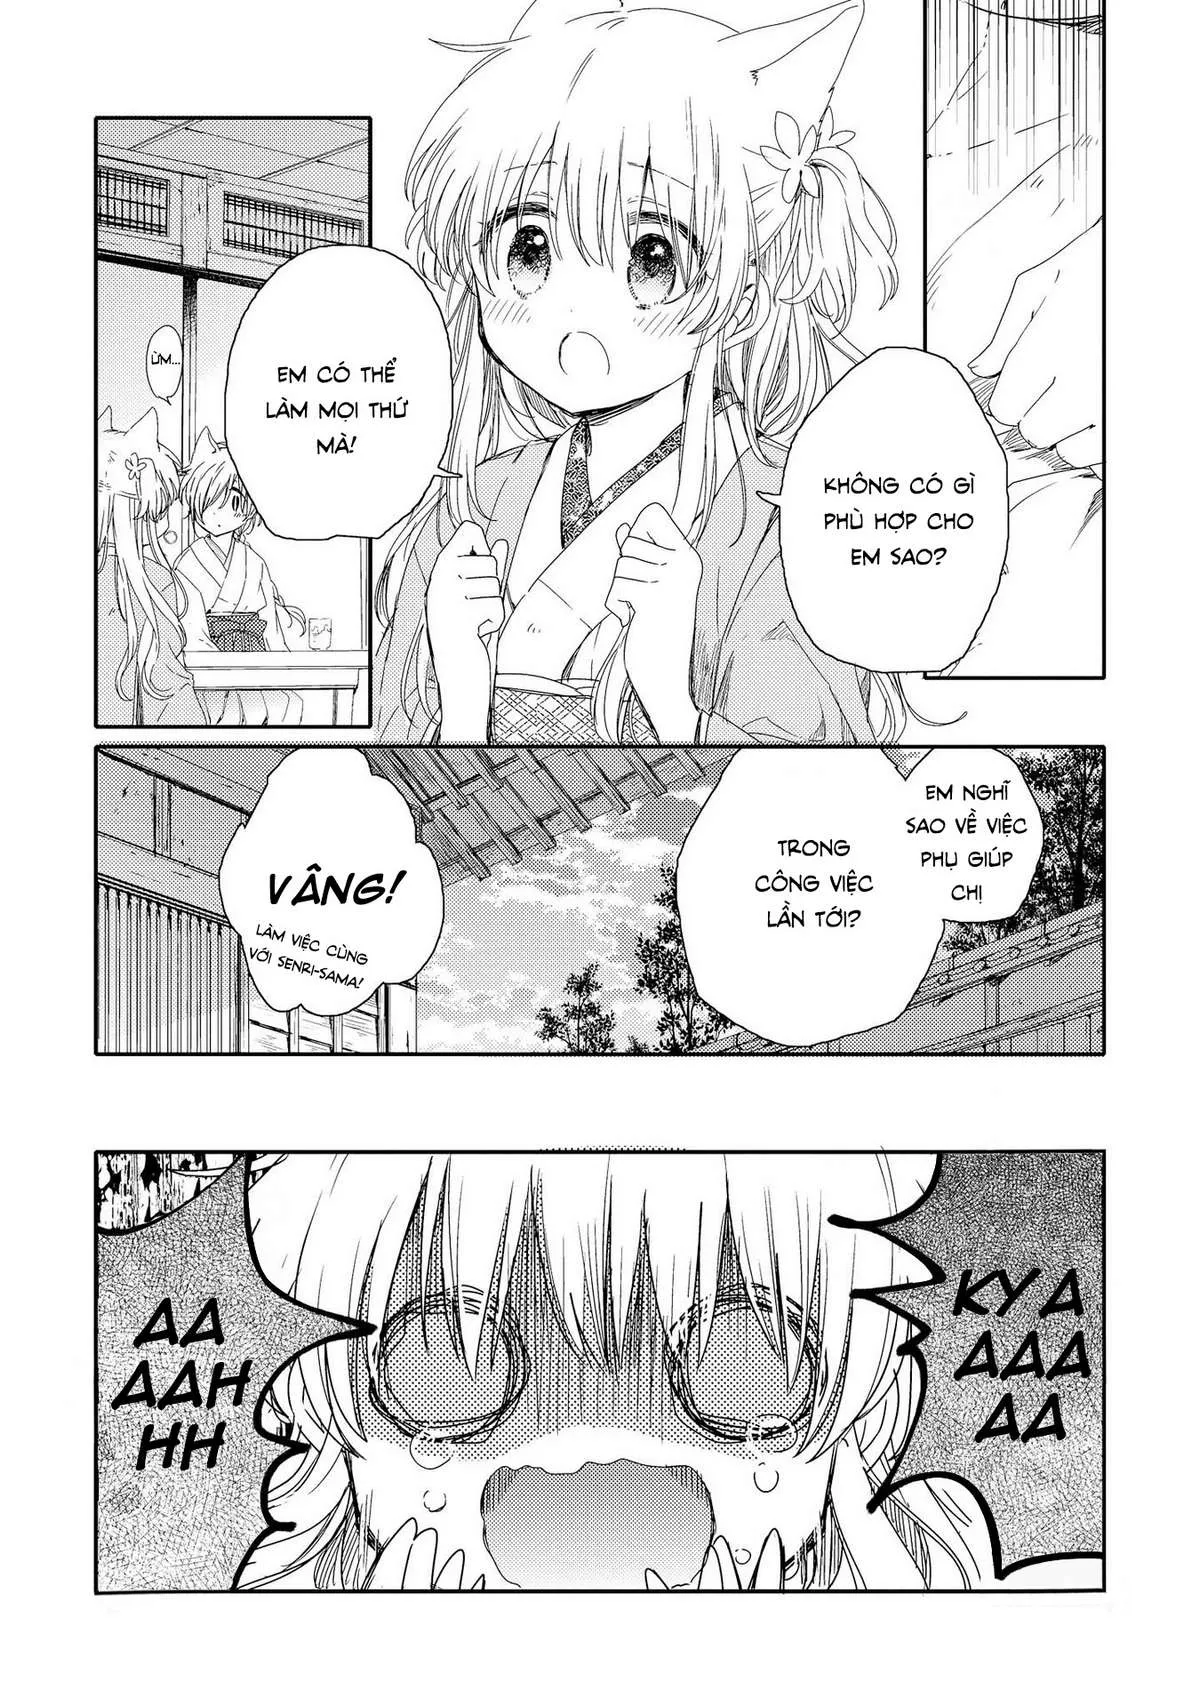 KHÔNG CÓ GÌ
PHÙ HỢP CHO
EM SAO?
EM CÓ THỂ
LÀM MỌI THỨ
MÀ!
ỪM...
EM NGHĨ
SAO VỀ VIỆC
PHỤ GIÚP
CHỊ
TRONG
CÔNG VIỆC
LẦN TỚI?
VÂNG!
LÀM VIỆC CÙNG
VỚI SENRI-SAMA!
KYA
AAA
AA
AA
AAH
HH